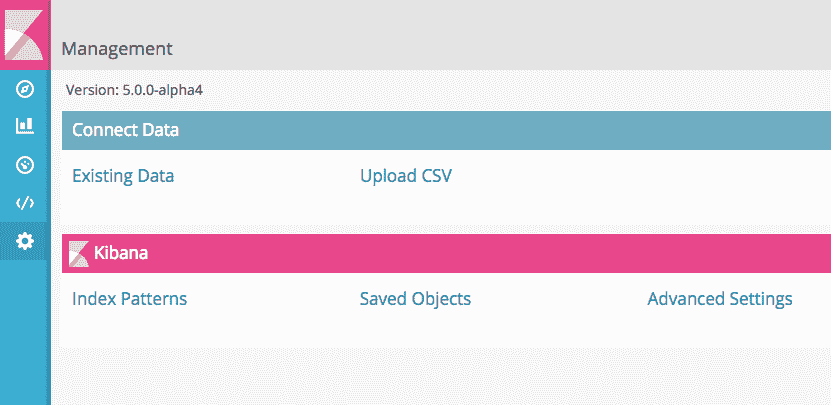 Management
Version: 5.0.0-alpha4
Connect Data
Existing Data Upload CSV
Kibana
Index Patterns Saved Objects Advanced Settings